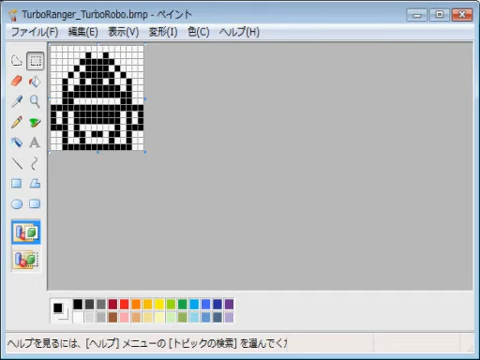 TurboRanger_TurboRobo.bmp - ペイント
ファイル(F) 編集(E) 表示(V) 変形(I) 色(C) ヘルプ(H)
ヘルプを見るには、[ヘルプ] メニューの [トピックの検索] を選んでくだ